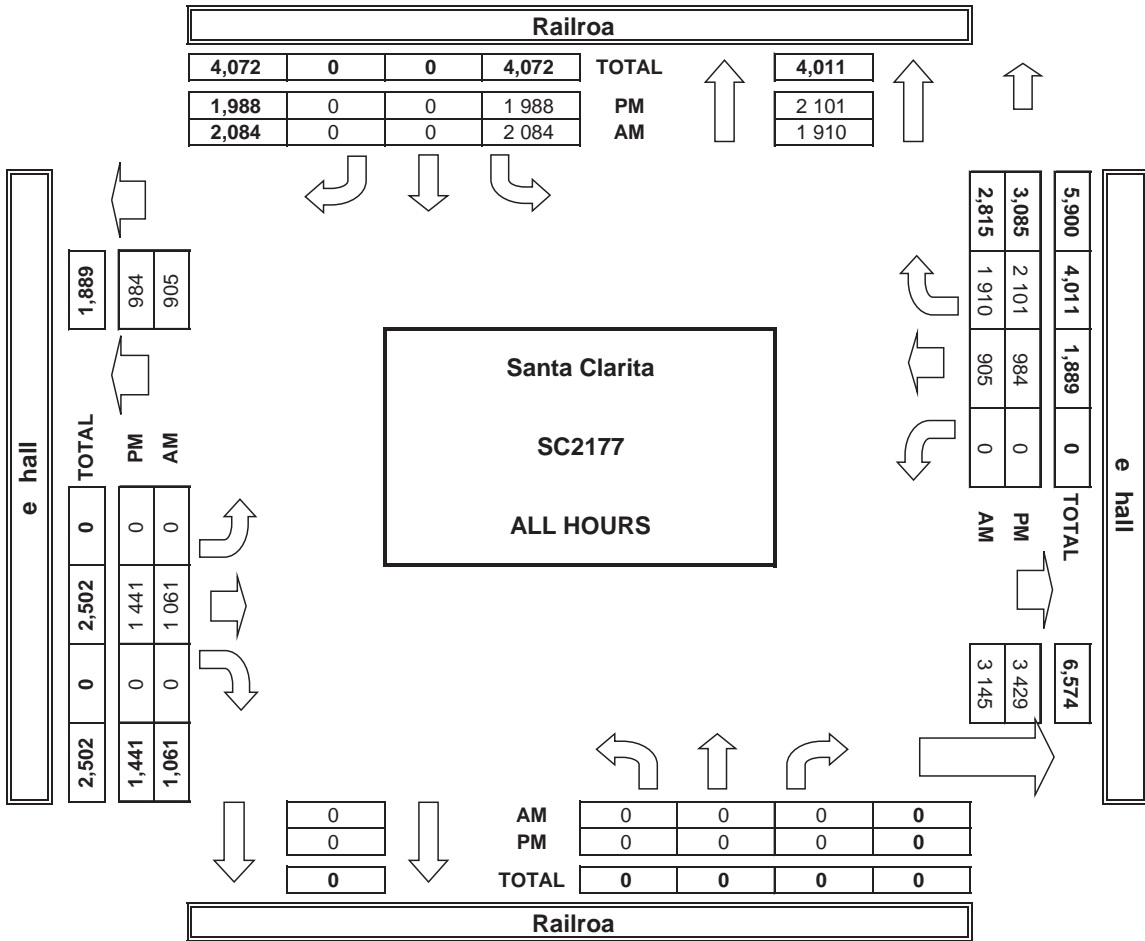 Railroa
4,072 0 0 4,072 TOTAL 4,011
1,988 0 0 1 988 PM 2 101
2,084 0 0 2 084 AM 1 910
e hall
1,889 984 905
TOTAL PM AM
0 0 0
2,502 1 441 1 061
0 0 0
2,502 1,441 1,061
Santa Clarita
SC2177
ALL HOURS
2,815 3,085 5,900
1 910 2 101 4,011
905 984 1,889
0 0 0
AM PM TOTAL
3 145 3 429 6,574
e hall
0 AM 0 0 0 0
0 PM 0 0 0 0
0 TOTAL 0 0 0 0
Railroa